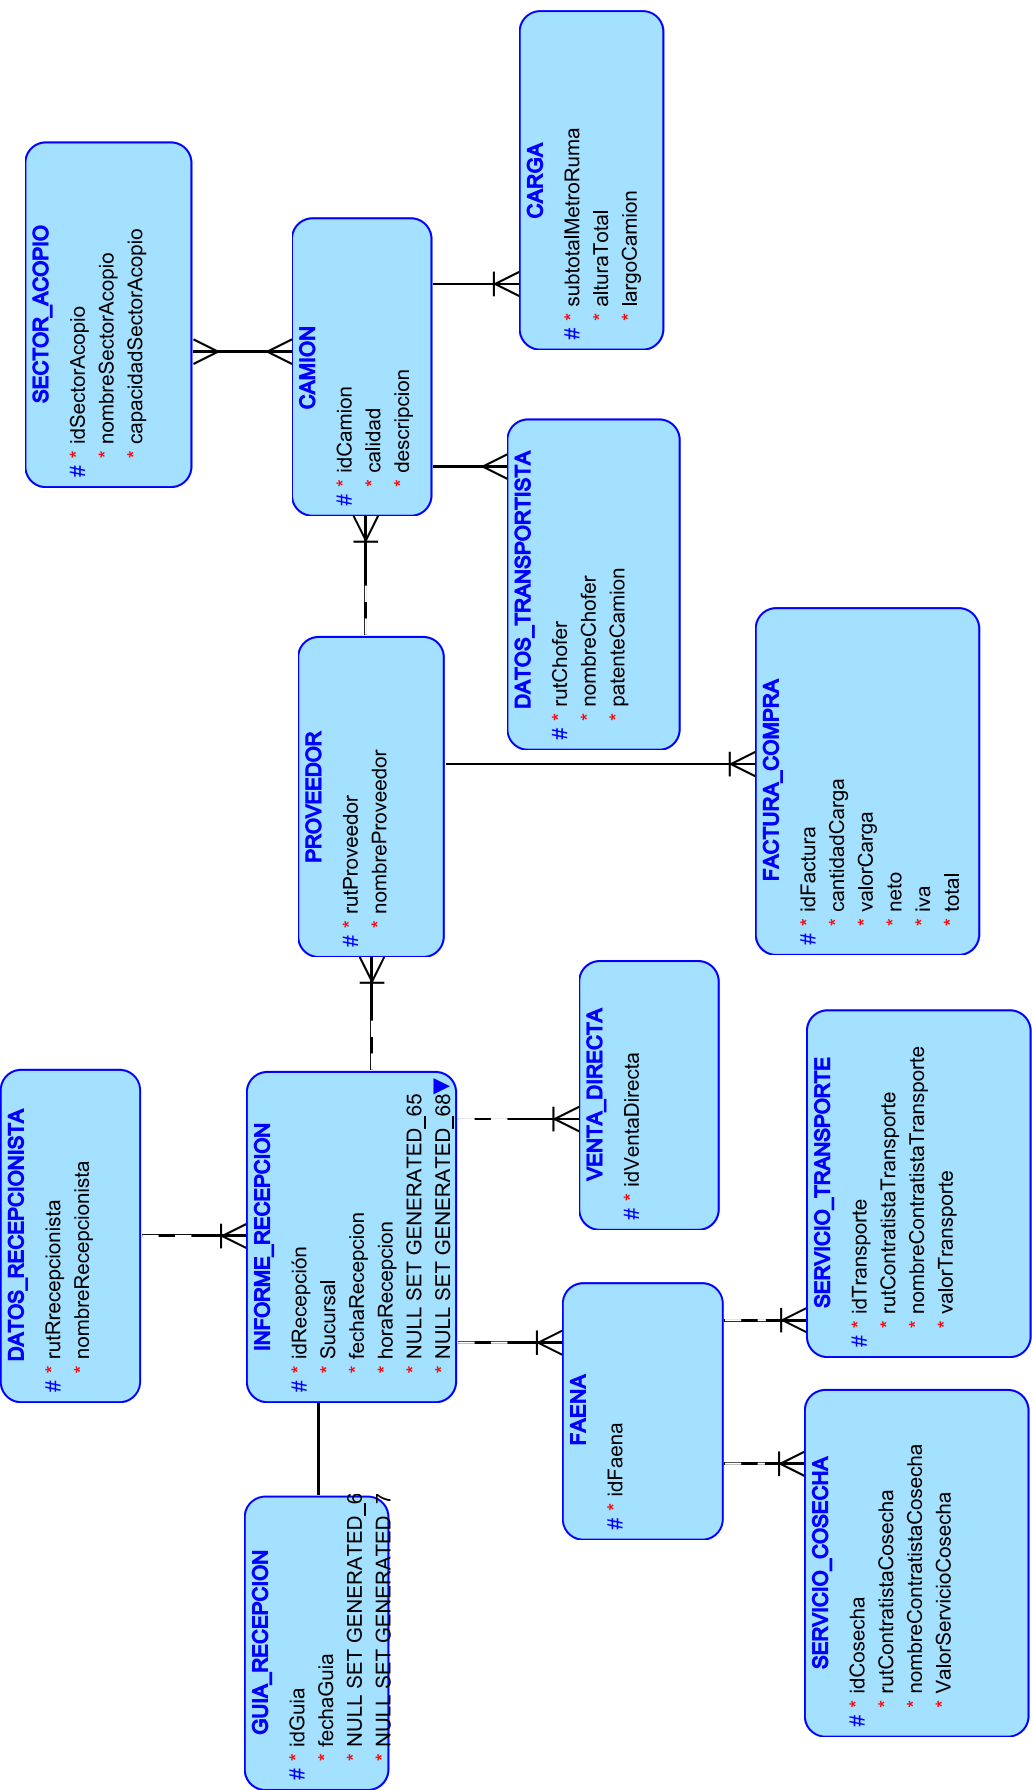 GUIA_RECEPCION
# * idGuia
* fechaGuia
* NULL SET GENERATED_6
* NULL SET GENERATED_7
DATOS_RECEPCIONISTA
# * rutRrecepcionista
* nombreRecepcionista
INFORME_RECEPCION
# * idRecepción
* Sucursal
* fechaRecepcion
* horaRecepcion
* NULL SET GENERATED_65
* NULL SET GENERATED_68
PROVEEDOR
# * rutProveedor
* nombreProveedor
SECTOR_ACOPIO
# * idSectorAcopio
* nombreSectorAcopio
* capacidadSectorAcopio
CAMION
# * idCamion
* calidad
* descripcion
CARGA
# * subtotalMetroRuma
* alturaTotal
* largoCamion
DATOS_TRANSPORTISTA
# * rutChofer
* nombreChofer
* patenteCamion
FAENA
# * idFaena
VENTA_DIRECTA
# * idVentaDirecta
FACTURA_COMPRA
# * idFactura
* cantidadCarga
* valorCarga
* neto
* iva
* total
SERVICIO_COSECHA
# * idCosecha
* rutContratistaCosecha
* nombreContratistaCosecha
* ValorServicioCosecha
SERVICIO_TRANSPORTE
# * idTransporte
* rutContratistaTransporte
* nombreContratistaTransporte
* valorTransporte